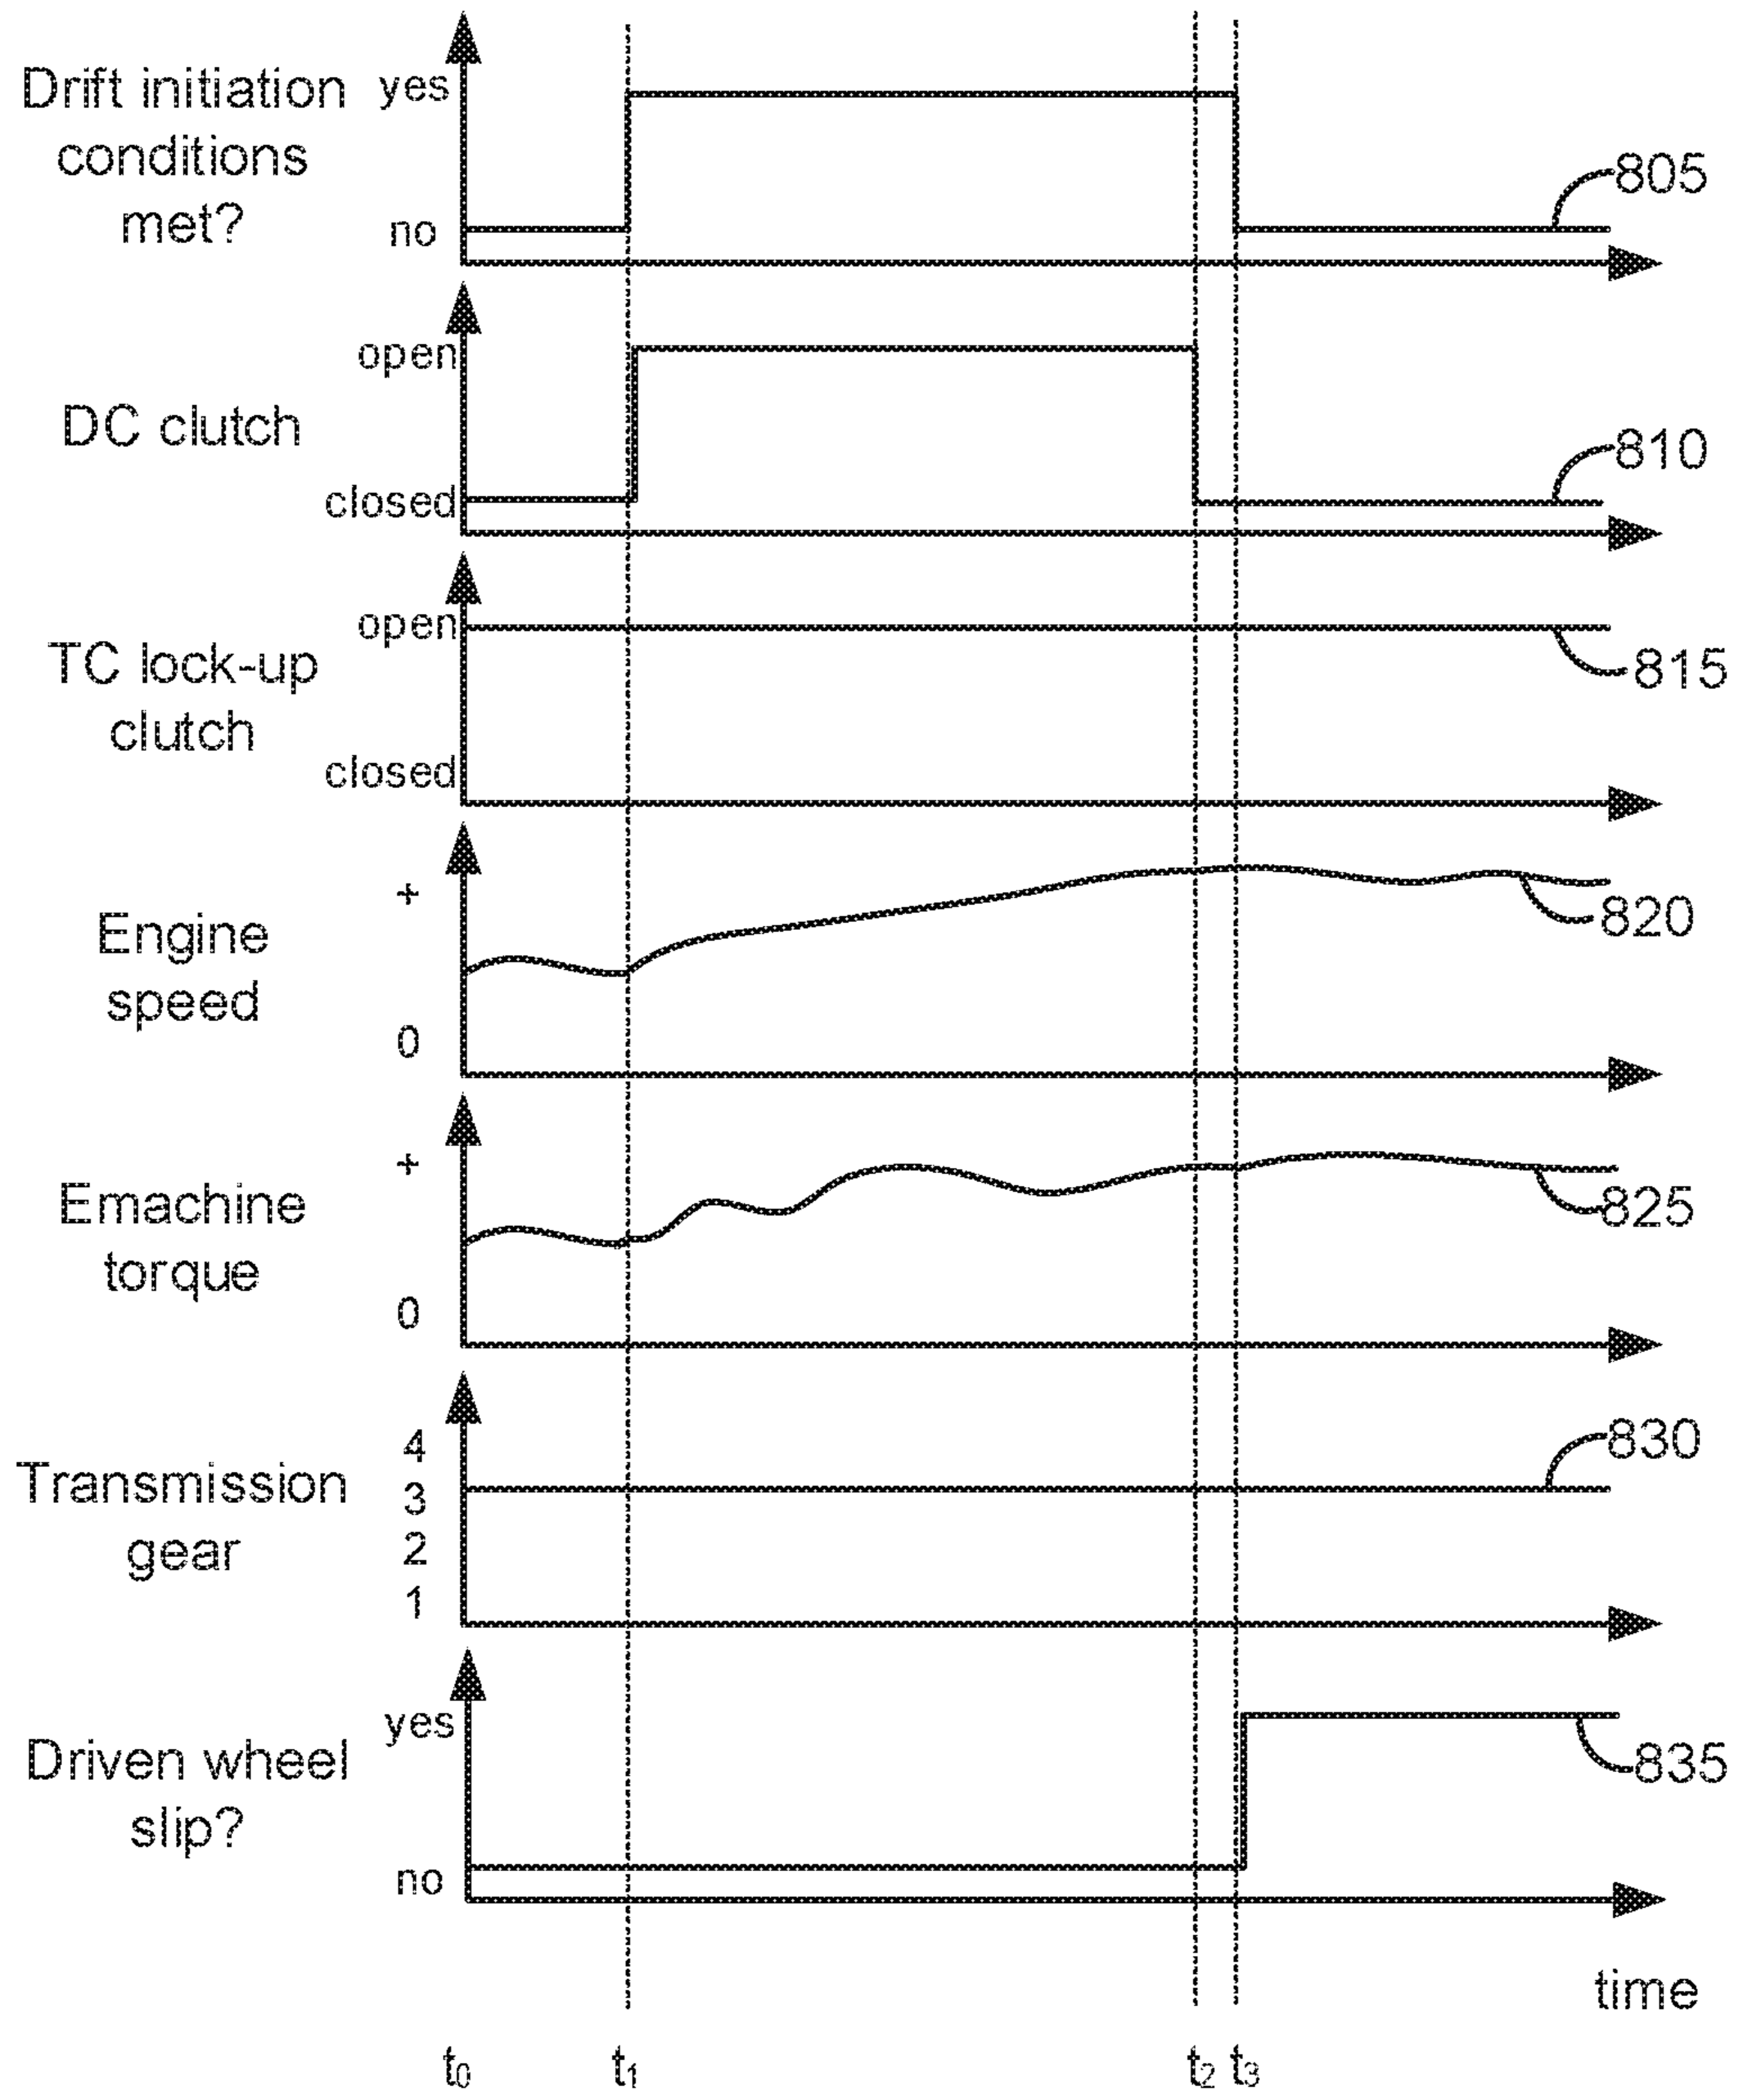 Drift initiation
conditions
met?
yes
no
805
DC clutch
open
closed
810
TC lock-up
clutch
open
closed
815
Engine
speed
+
0
820
Emachine
torque
+
0
825
Transmission
gear
4
3
2
1
830
Driven wheel
slip?
yes
no
835
time
t0 t1 t2 t3